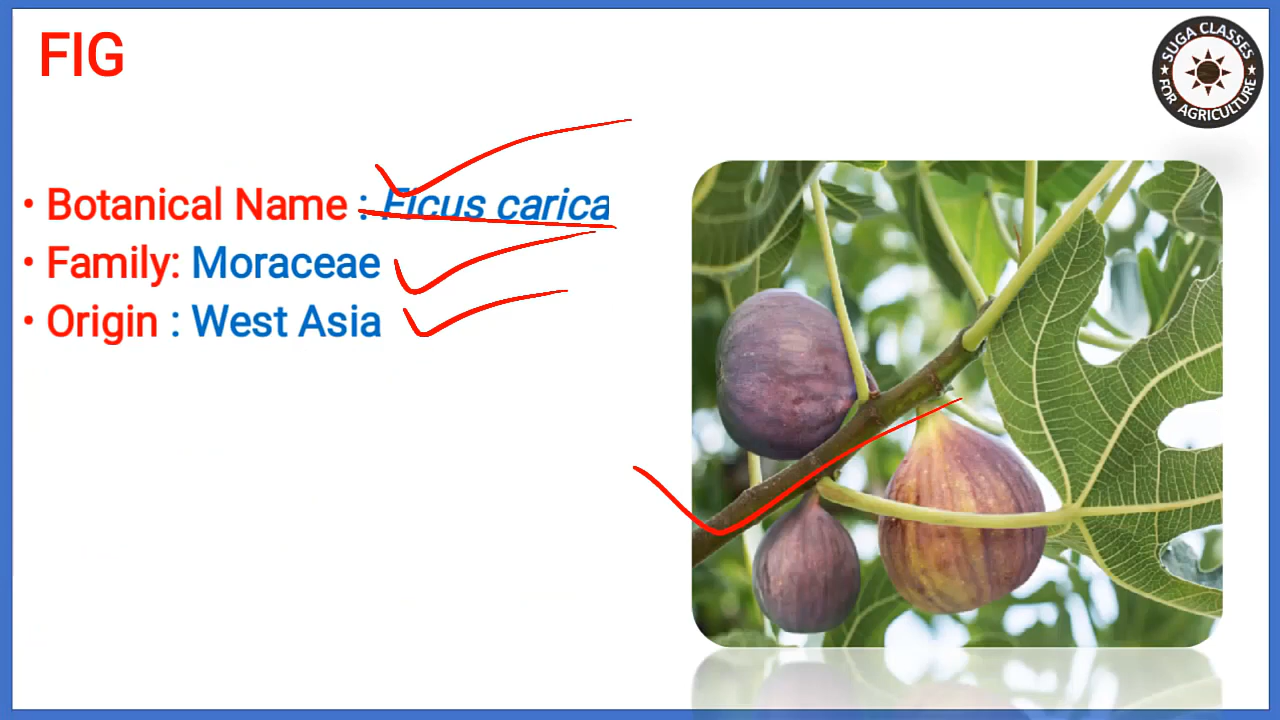 FIG
SUGA CLASSES
FOR AGRICULTURE
• Botanical Name : Ficus carica
• Family: Moraceae
• Origin : West Asia